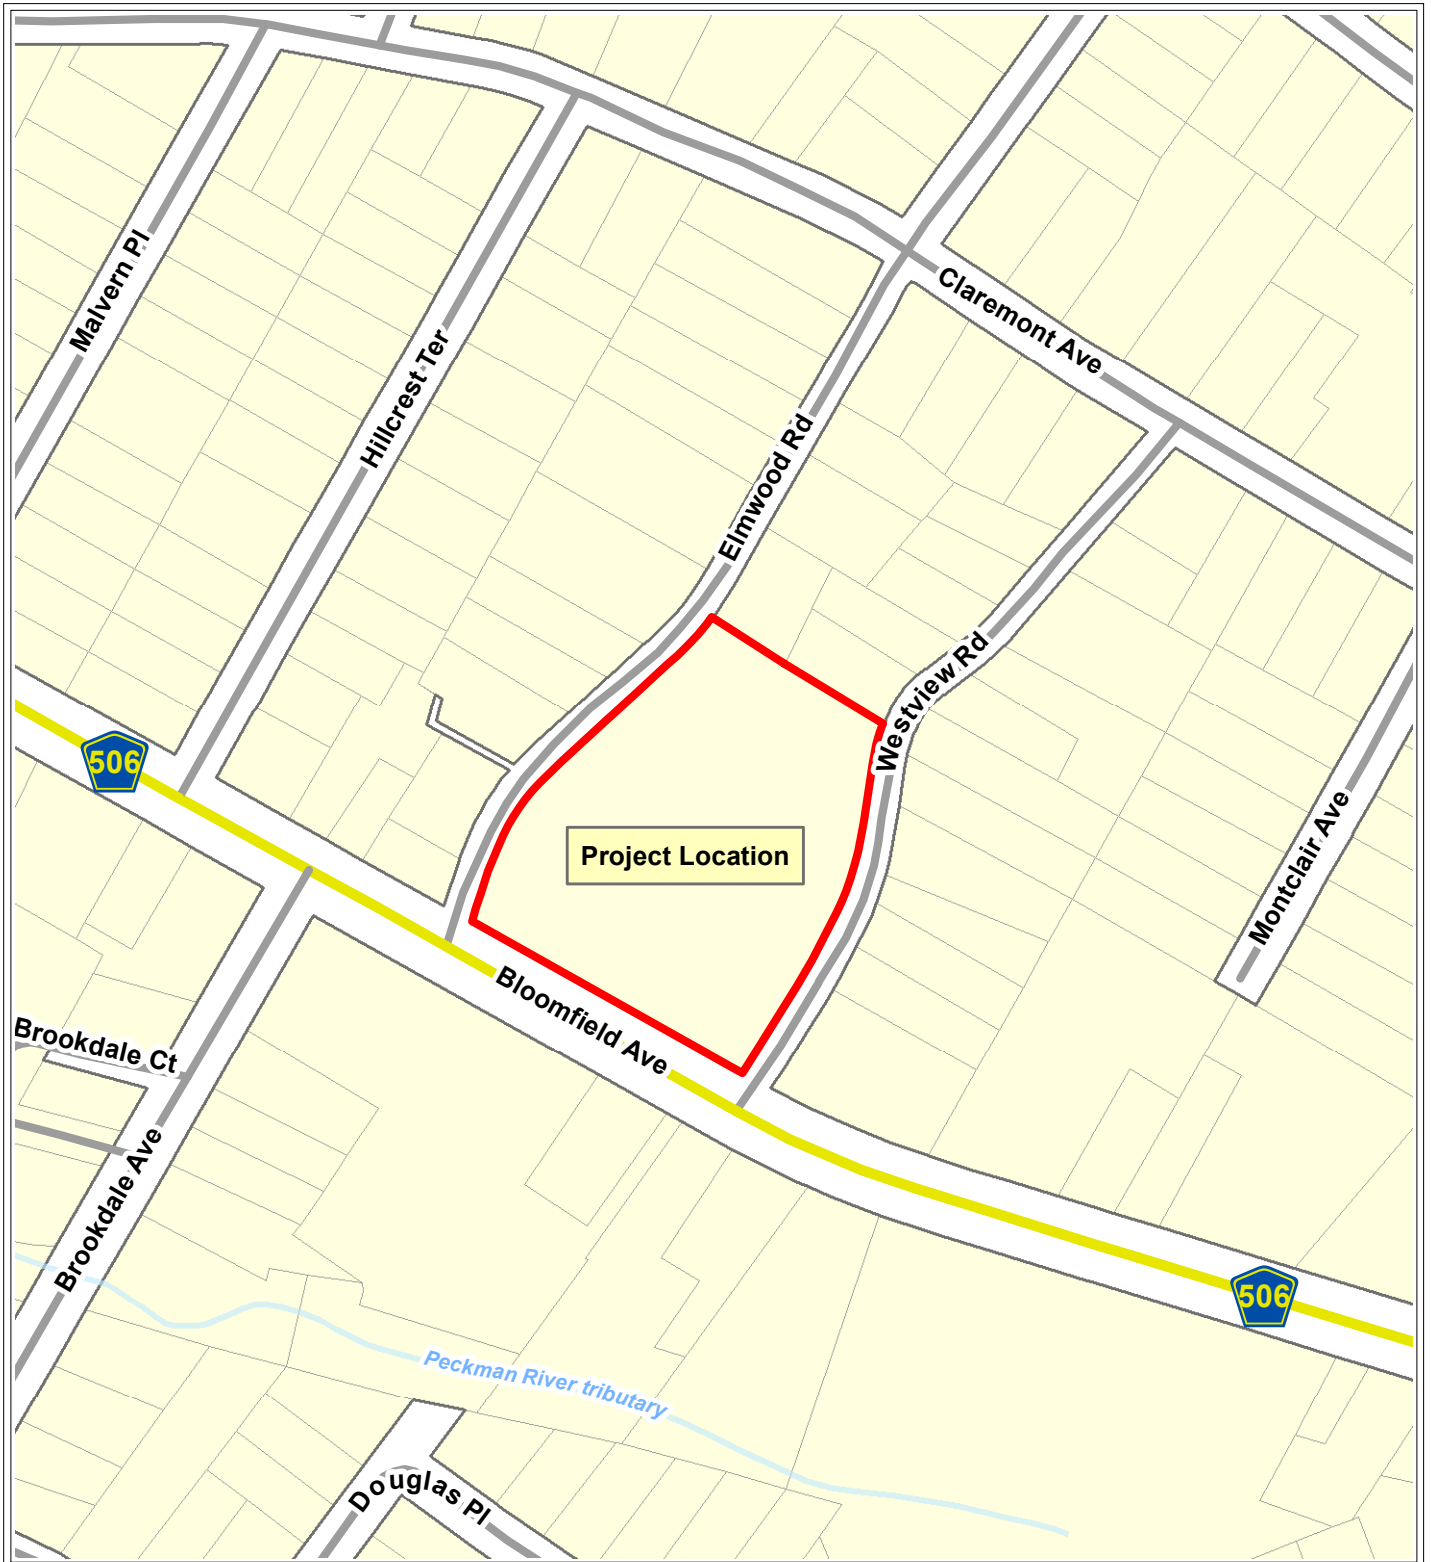 Malvern Pl
Claremont Ave
Hillcrest Ter
Elmwood Rd
Westview Rd
506
Project Location
Montclair Ave
Bloomfield Ave
Brookdale Ct
Brookdale Ave
506
Peckman River tributary
Douglas Pl